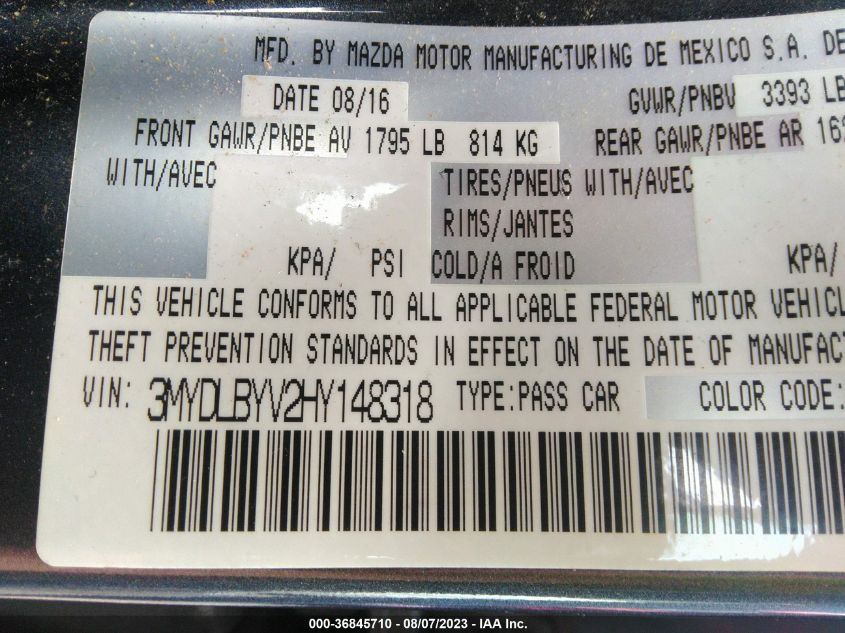 MFD. BY MAZDA MOTOR MANUFACTURING DE MEXICO S.A. DE
DATE 08/16 GVWR/PNBV 3393 LB
FRONT GAWR/PNBE AV 1795 LB 814 KG REAR GAWR/PNBE AR
WITH/AVEC TIRES/PNEUS WITH/AVEC
RIMS/JANTES
KPA/ PSI COLD/A FROID KPA/
THIS VEHICLE CONFORMS TO ALL APPLICABLE FEDERAL MOTOR
THEFT PREVENTION STANDARDS IN EFFECT ON THE DATE OF
VIN: 3MYDLBYV2HY148318 TYPE:PASS CAR COLOR CODE:
000-36845710 - 08/07/2023 - IAA Inc.